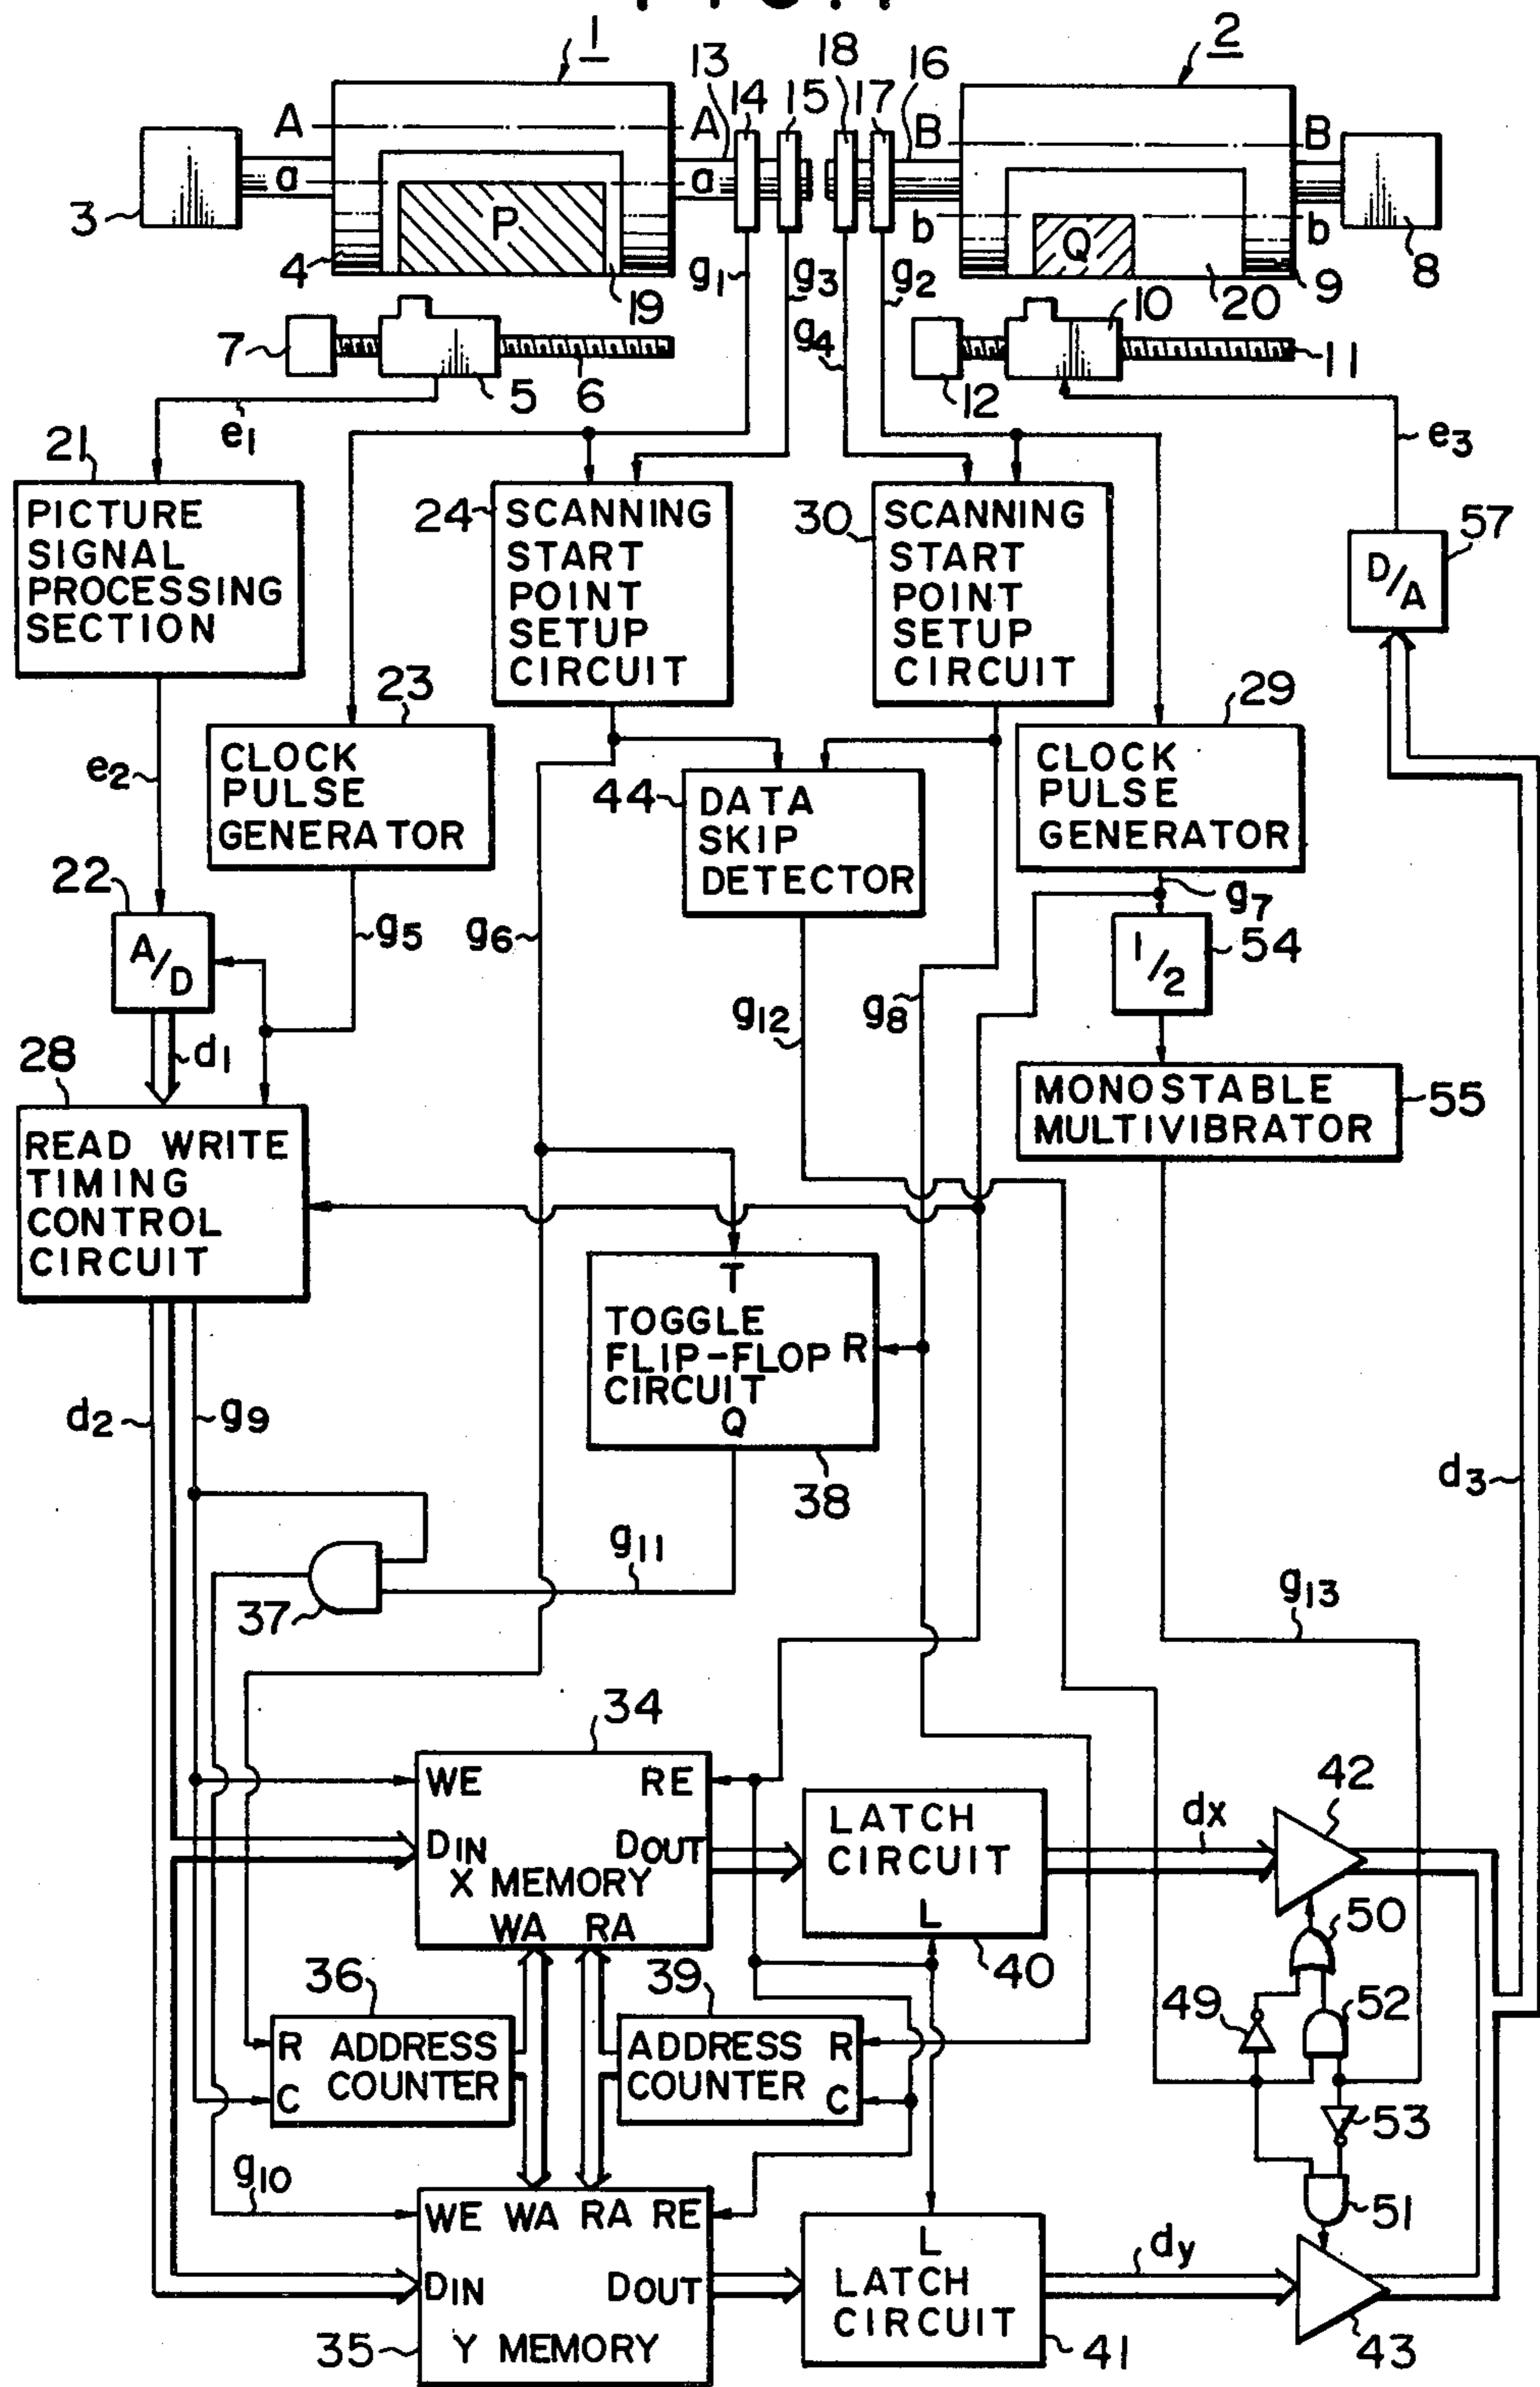 1
2
13
14
15
18
17
16
A
A
B
B
a
a
b
b
3
4
P
19
Q
20
9
8
g1
g3
g4
g2
7
5
6
12
10
11
e1
e3
21
PICTURE
SIGNAL
PROCESSING
SECTION
24
SCANNING
START
POINT
SETUP
CIRCUIT
30
SCANNING
START
POINT
SETUP
CIRCUIT
57
D/A
e2
23
CLOCK
PULSE
GENERATOR
44
DATA
SKIP
DETECTOR
29
CLOCK
PULSE
GENERATOR
22
A/D
g5
g6
g12
g8
g7
1/2
54
d1
28
READ WRITE
TIMING
CONTROL
CIRCUIT
MONOSTABLE
MULTIVIBRATOR
55
T
TOGGLE
FLIP-FLOP R
CIRCUIT
Q
38
d2
g9
d3
37
g11
g13
34
WE RE
DIN DOUT
X MEMORY
WA RA
LATCH
CIRCUIT
L
40
dx
42
50
49
52
53
51
36
R ADDRESS
COUNTER
C
39
ADDRESS R
COUNTER
C
g10
WE WA RA RE
DIN DOUT
Y MEMORY
35
L
LATCH
CIRCUIT
41
dy
43